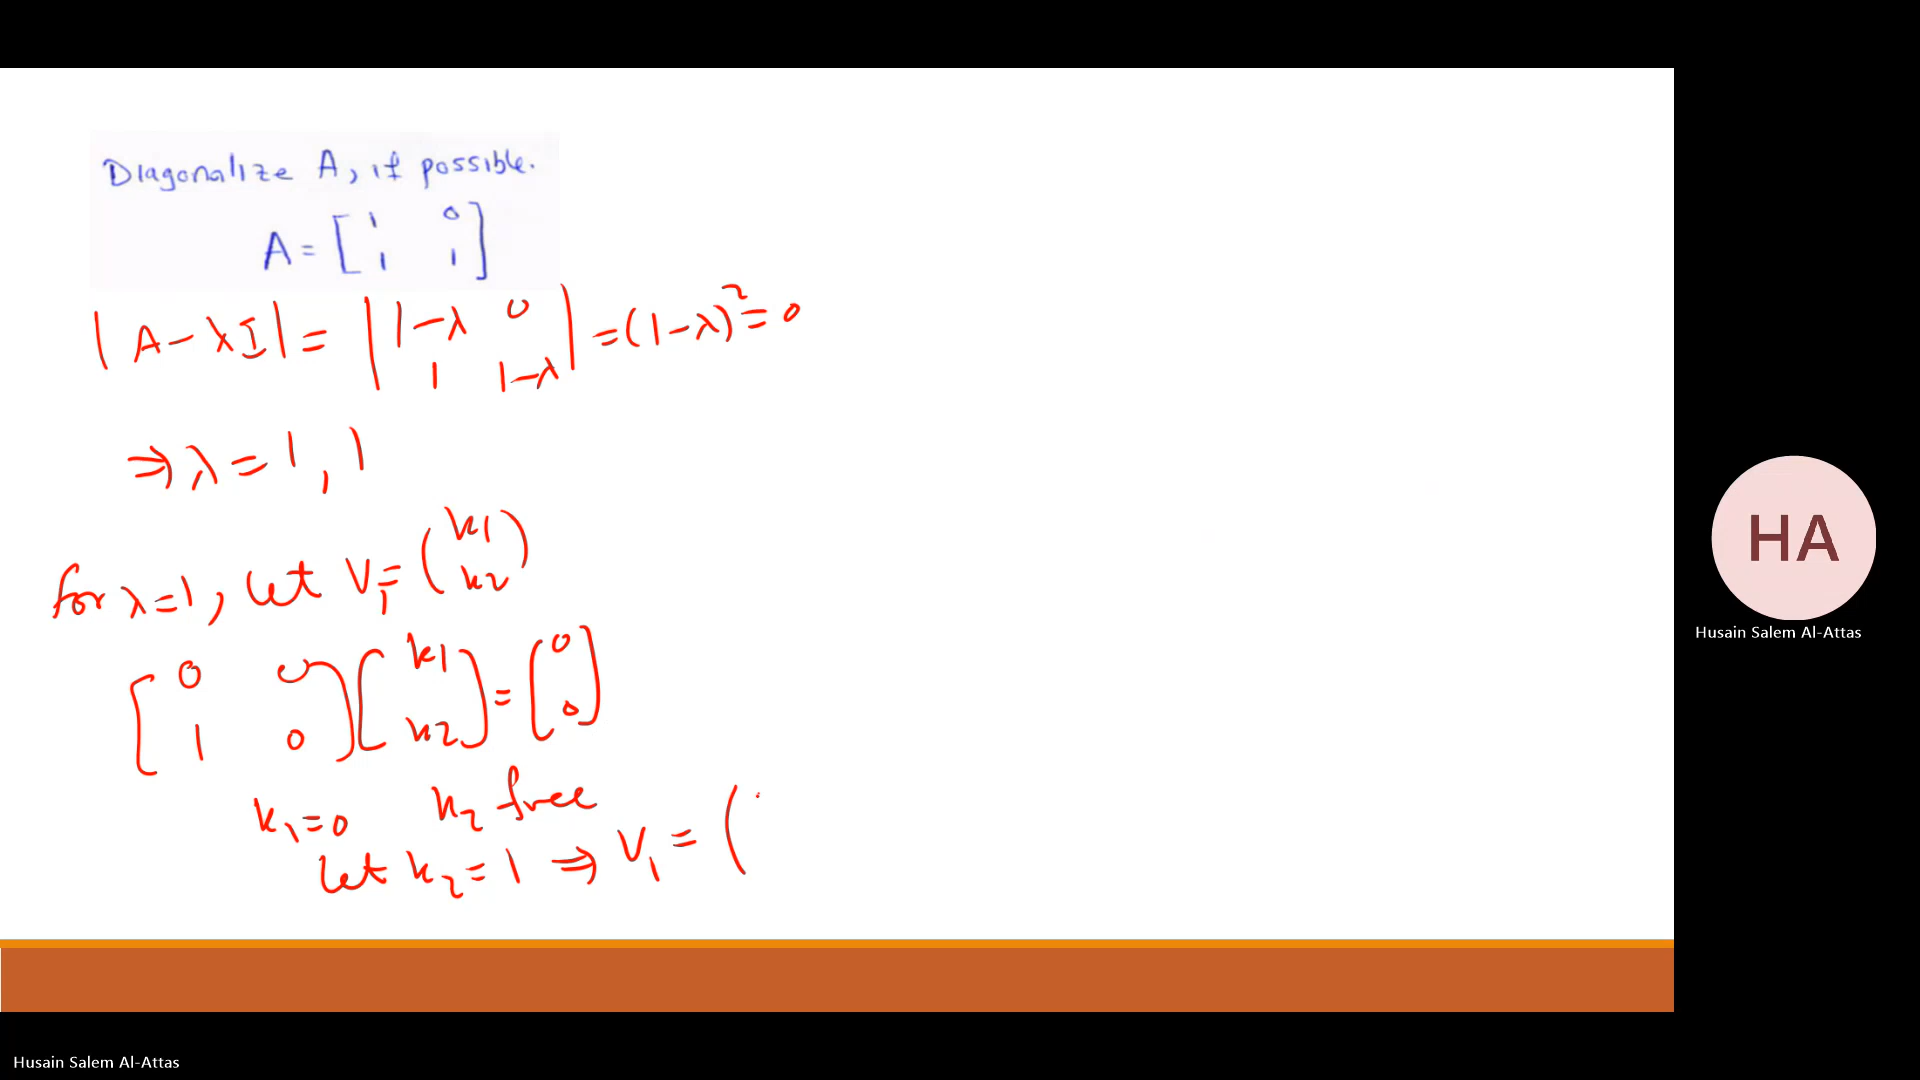 Diagonalize A, if possible.
A = [ 1 0
1 1 ]
| A - λI | = | 1-λ 0
1 1-λ | = (1-λ)² = 0
⇒ λ = 1, 1
for λ=1, let V₁ = ( k1
k2 )
[ 0 0
1 0 ] [ k1
k2 ] = [ 0
0 ]
k₁=0 k₂ free
let k₂ = 1 ⇒ V₁ = (
HA
Husain Salem Al-Attas
Husain Salem Al-Attas